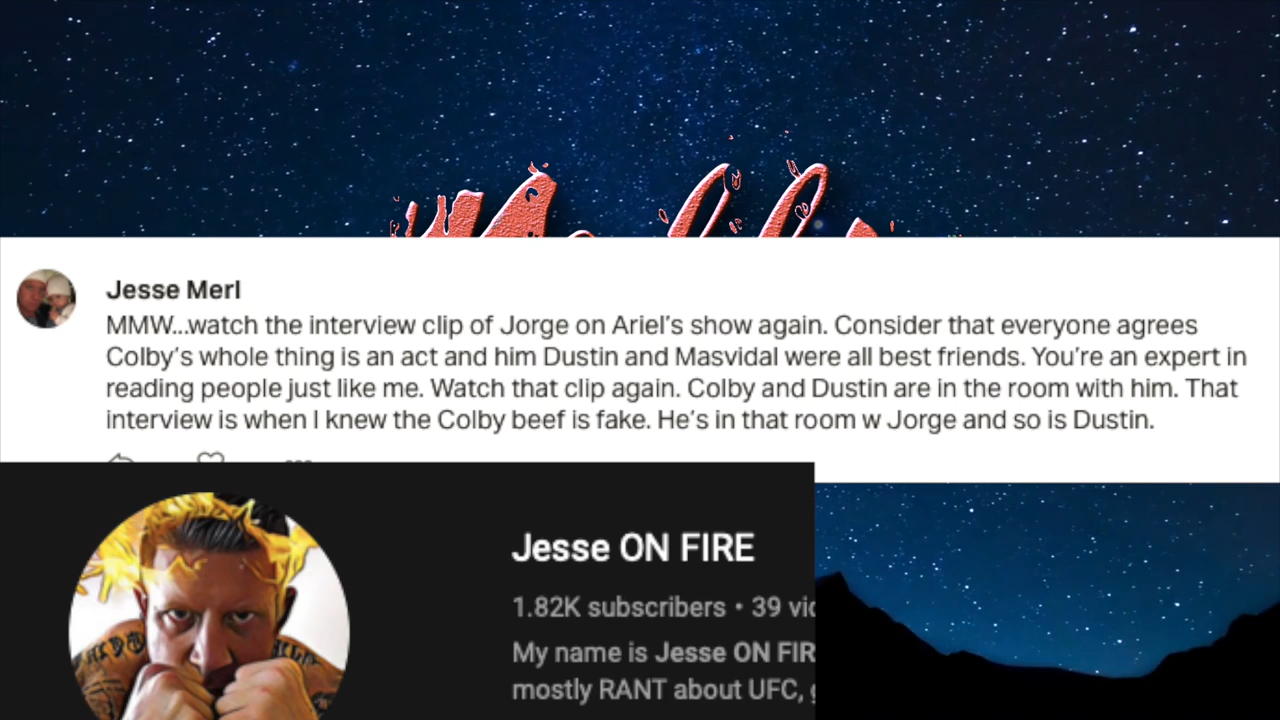 Jesse Merl
MMW...watch the interview clip of Jorge on Ariel's show again. Consider that everyone agrees
Colby's whole thing is an act and him Dustin and Masvidal were all best friends. You're an expert in
reading people just like me. Watch that clip again. Colby and Dustin are in the room with him. That
interview is when I knew the Colby beef is fake. He's in that room w Jorge and so is Dustin.
Jesse ON FIRE
1.82K subscribers • 39 vid
My name is Jesse ON FIR
mostly RANT about UFC,